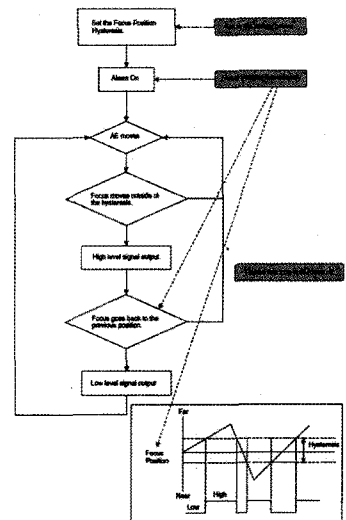 Set the Focus Position
Hysteresis.
Alarm On
AE moves
Focus moves outside of
the hysteresis.
High level signal output
Focus goes back to the
previous position.
Low level signal output
Far
Hysteresis
Focus
Position
Near
High
Low